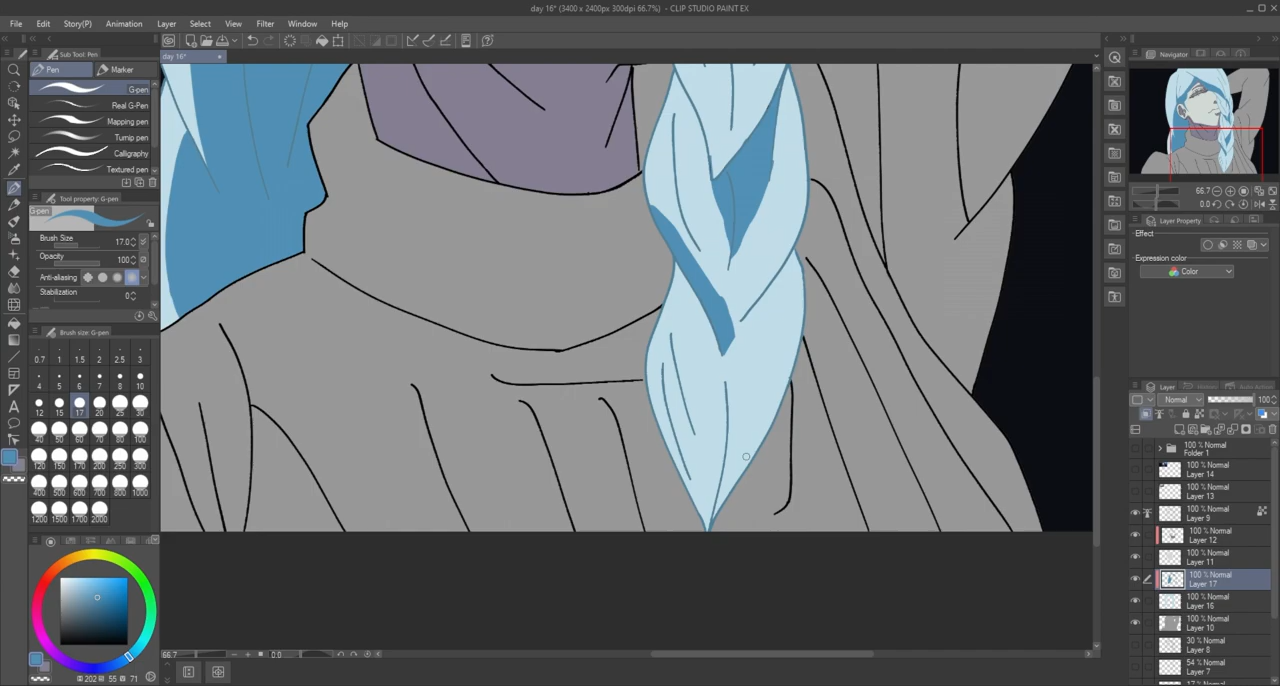 day 16* (3400 x 2400px 300dpi 66.7%) - CLIP STUDIO PAINT EX
File Edit Story(P) Animation Layer Select View Filter Window Help
Sub Tool: Pen
day 16*
Navigator
Pen Marker
G-pen
Real G-Pen
Mapping pen
Turnip pen
Calligraphy
Textured pen
Tool property: G-pen
G-pen
Brush Size 17.0
Opacity 100
Anti-aliasing
Stabilization 0
66.7
0.0
Layer Property
Effect
Expression color
Color
Brush size: G-pen
0.7 1 1.5 2 2.5 3
4 5 6 7 8 10
12 15 17 20 25 30
40 50 60 70 80 100
120 150 170 200 250 300
400 500 600 700 800 1000
1200 1500 1700 2000
Layer
Auto Action
Normal 100
100 % Normal
Folder 1
100 % Normal
Layer 14
100 % Normal
Layer 13
100 % Normal
Layer 9
100 % Normal
Layer 12
100 % Normal
Layer 11
100 % Normal
Layer 17
100 % Normal
Layer 16
100 % Normal
Layer 10
30 % Normal
Layer 8
54 % Normal
Layer 7
66.7
0.0
202 55 71